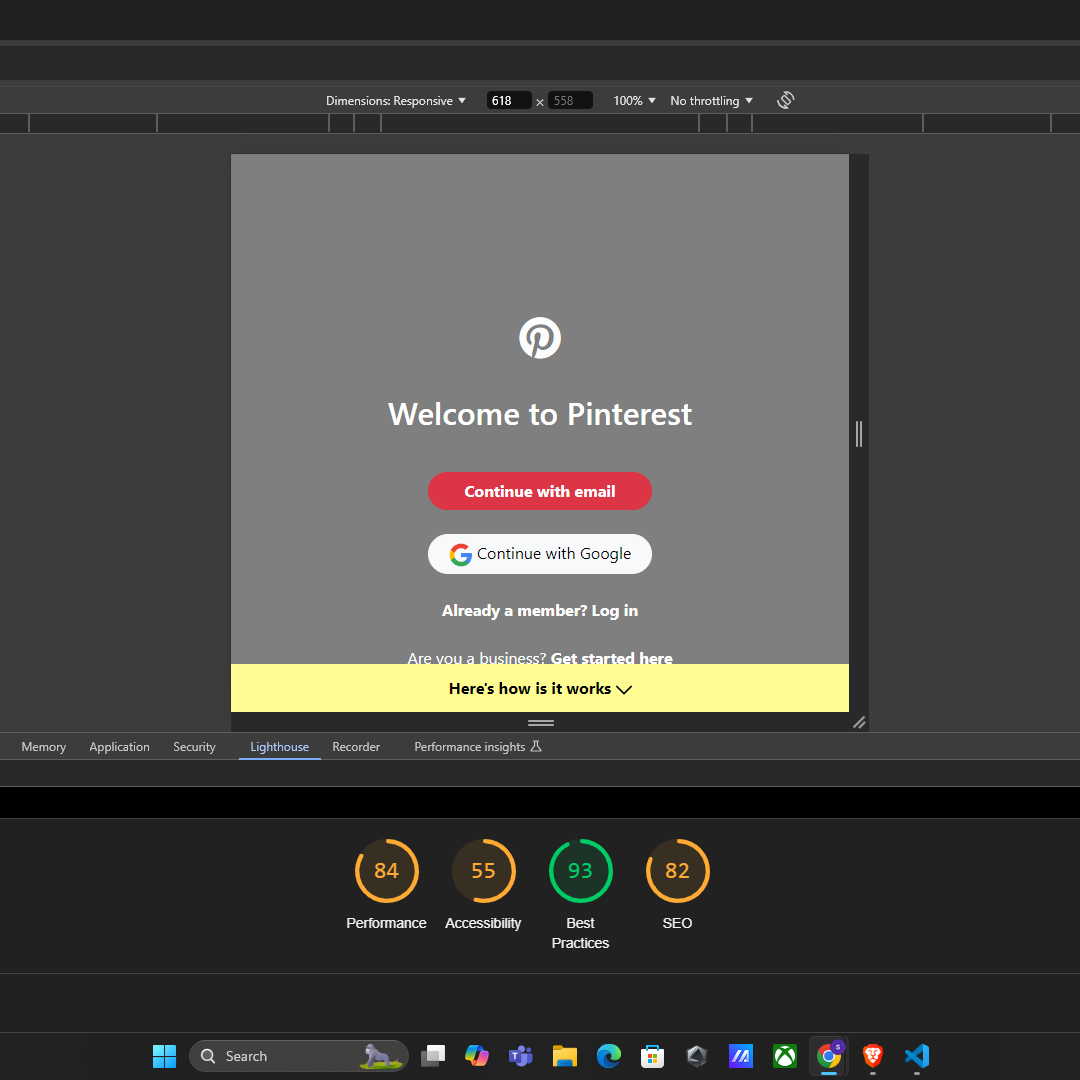 Dimensions: Responsive 618 × 558 100% No throttling
Welcome to Pinterest
Continue with email
Continue with Google
Already a member? Log in
Are you a business? Get started here
Here's how is it works
Memory Application Security Lighthouse Recorder Performance insights
84 55 93 82
Performance Accessibility Best Practices SEO
Search